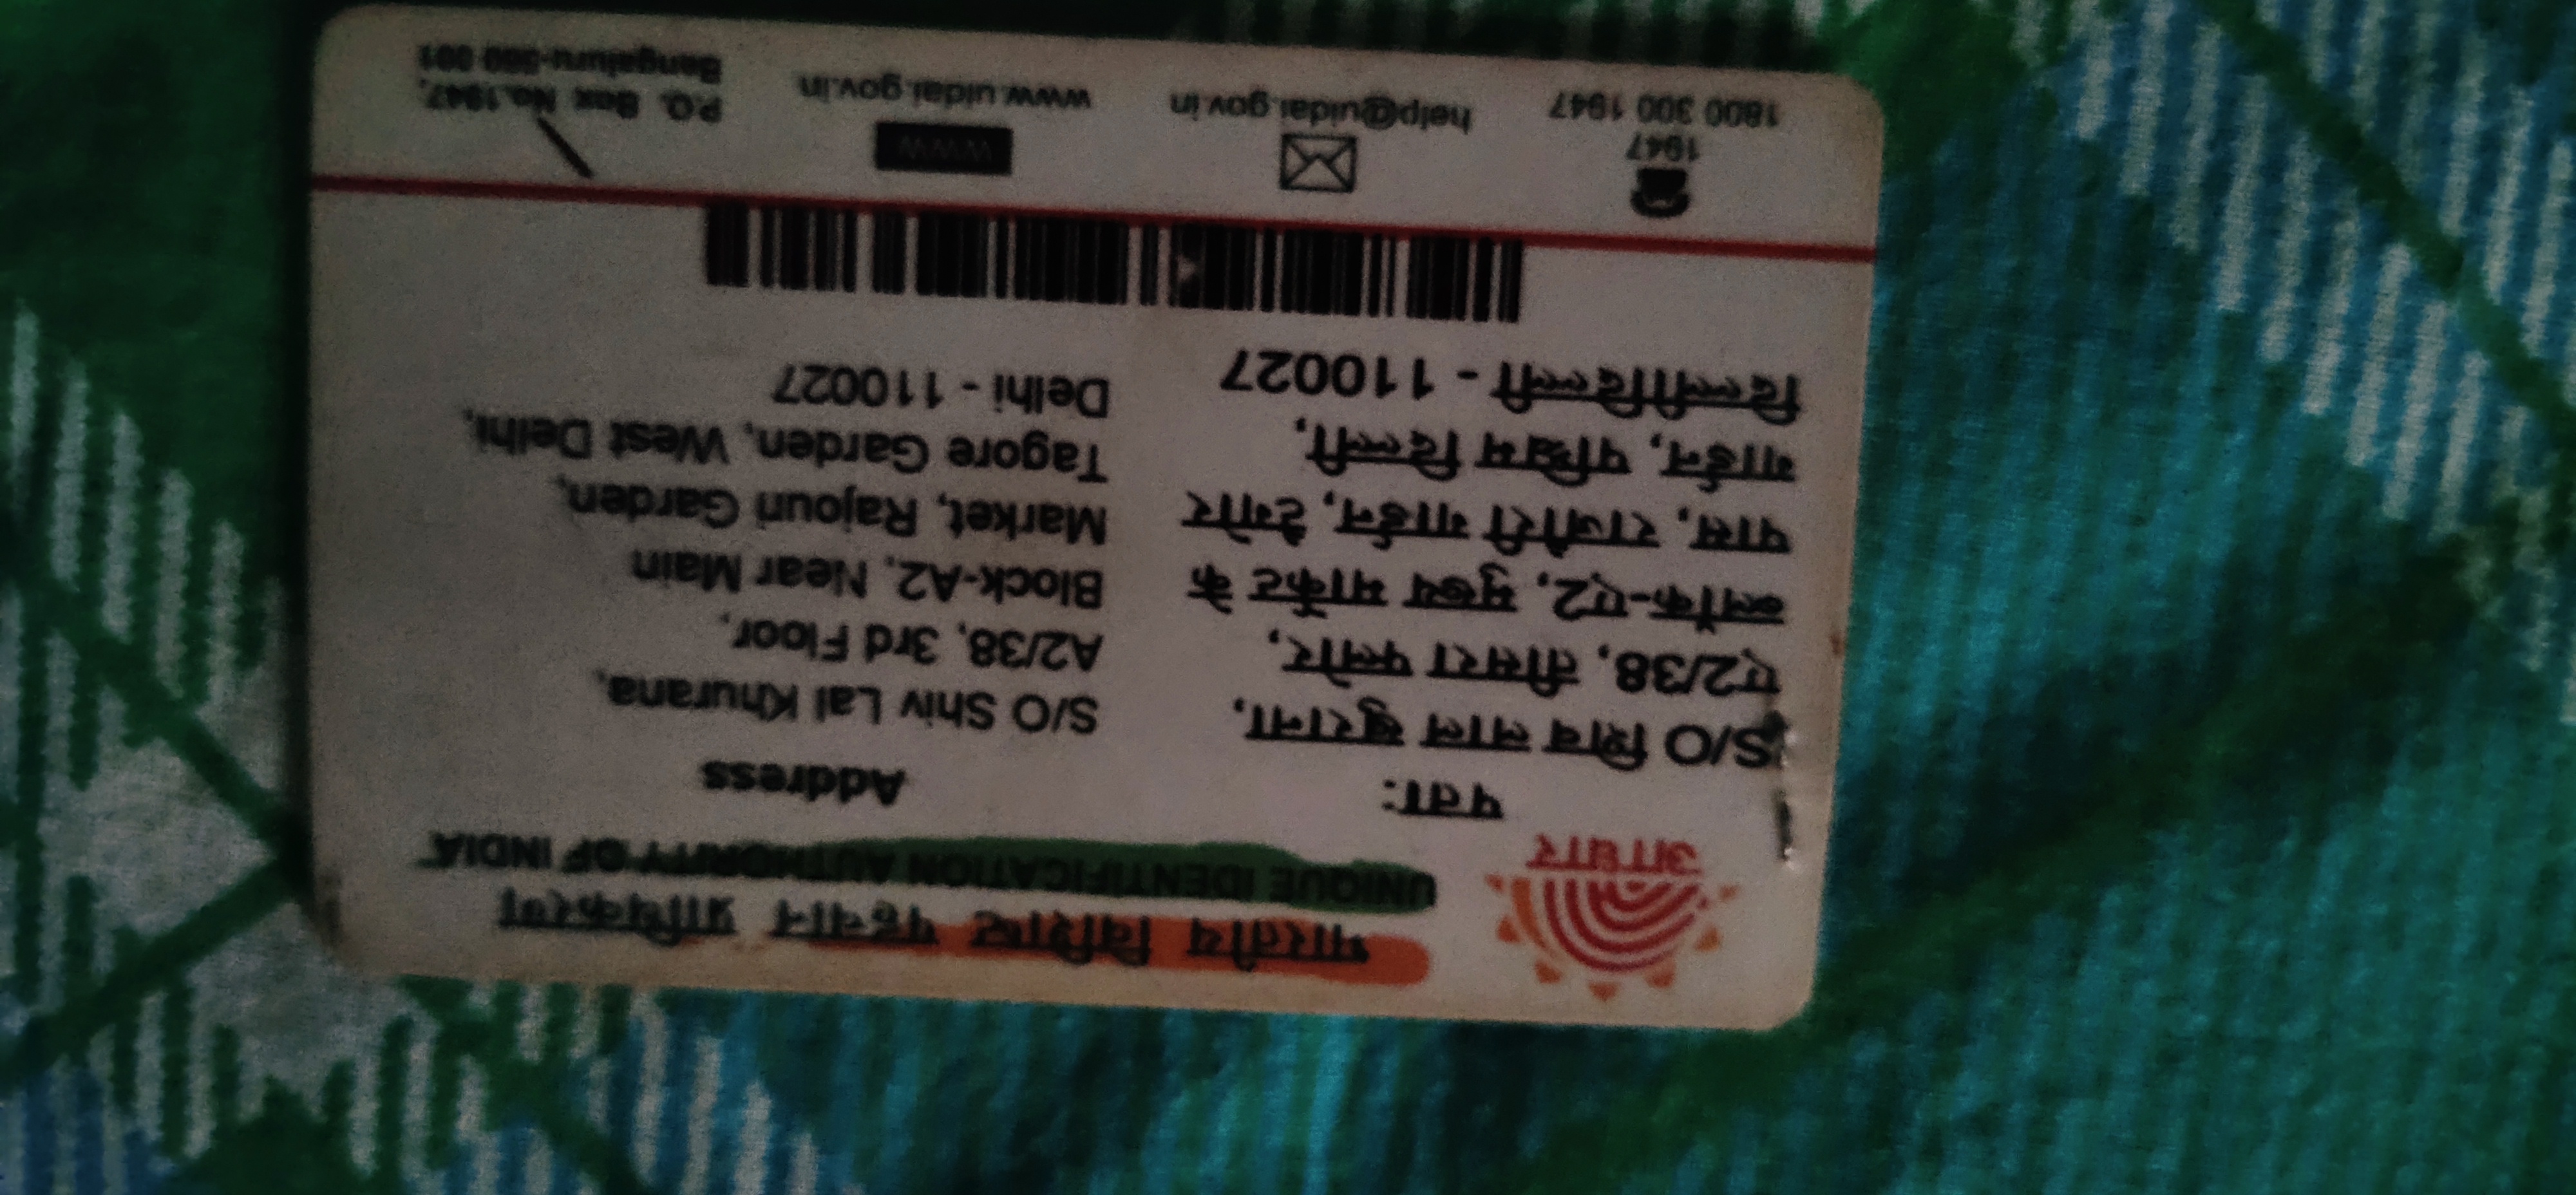 भारतीय विशिष्ट पहचान प्राधिकरण
UNIQUE IDENTIFICATION AUTHORITY OF INDIA
आधार
पता:
S/O शिव लाल खुराना,
ए2/38, तीसरा फ्लोर,
ब्लॉक-ए2, मुख्य मार्केट के
पास, राजौरी गार्डन, टैगोर
गार्डन, पश्चिम दिल्ली,
दिल्लीदिल्ली - 110027
Address
S/O Shiv Lal Khurana,
A2/38, 3rd Floor,
Block-A2, Near Main
Market, Rajouri Garden,
Tagore Garden, West Delhi,
Delhi - 110027
1947
1800 300 1947
help@uidai.gov.in
WWW
www.uidai.gov.in
P.O. Box No.1947,
Bengaluru-560 001